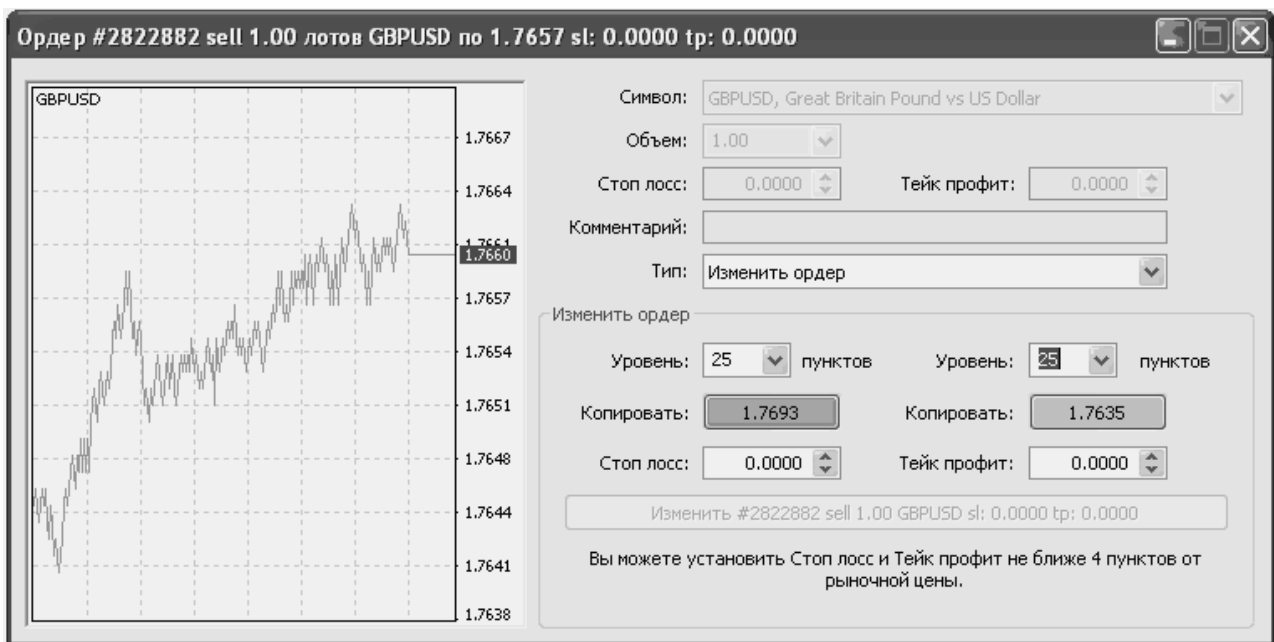 Ордер #2822882 sell 1.00 лотов GBPUSD по 1.7657 sl: 0.0000 tp: 0.0000
GBPUSD
1.7667
1.7664
1.7661
1.7660
1.7657
1.7654
1.7651
1.7648
1.7644
1.7641
1.7638
Символ: GBPUSD, Great Britain Pound vs US Dollar
Объем: 1.00
Стоп лосс: 0.0000 Тейк профит: 0.0000
Комментарий:
Тип: Изменить ордер
Изменить ордер
Уровень: 25 пунктов Уровень: 25 пунктов
Копировать: 1.7693 Копировать: 1.7635
Стоп лосс: 0.0000 Тейк профит: 0.0000
Изменить #2822882 sell 1.00 GBPUSD sl: 0.0000 tp: 0.0000
Вы можете установить Стоп лосс и Тейк профит не ближе 4 пунктов от
рыночной цены.